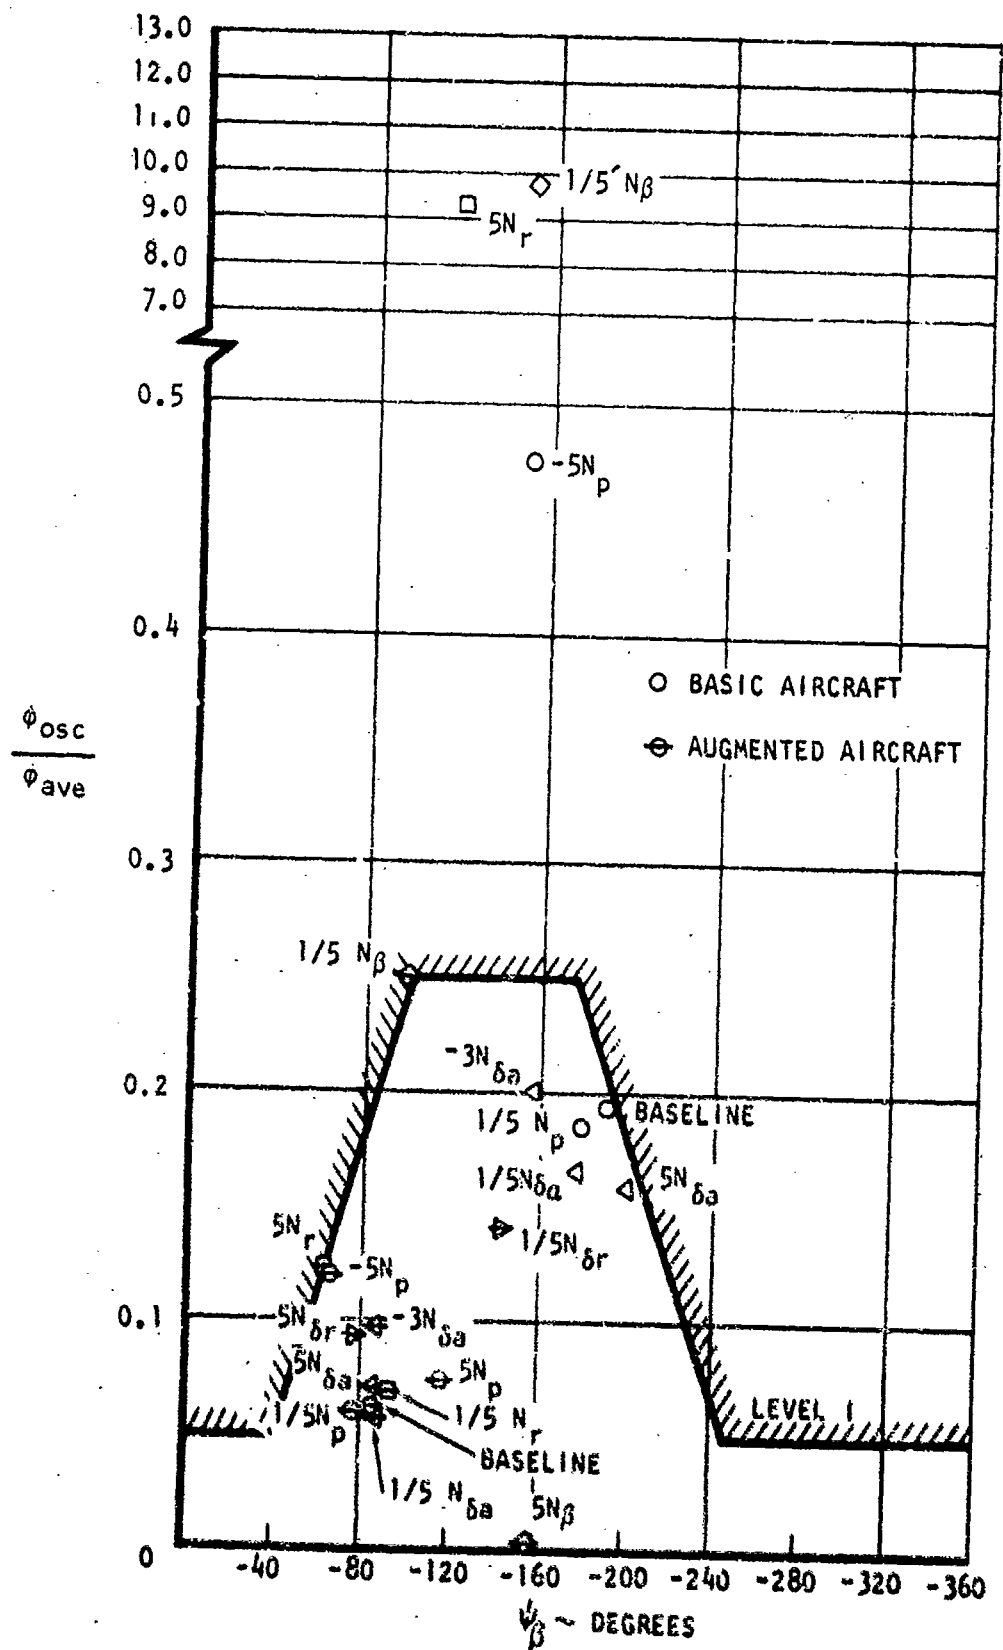 13.0
12.0
11.0
10.0
9.0
8.0
7.0
0.5
0.4
0.3
0.2
0.1
0
φosc
φave
1/5 Nβ
5Nr
-5Np
BASIC AIRCRAFT
AUGMENTED AIRCRAFT
1/5 Nβ
-3Nδa
1/5 Np
BASELINE
1/5Nδa
5Nδa
1/5Nδr
5Nr
-5Np
5Nδr
-3Nδa
5Nδa
5Np
1/5Np
1/5 Nr
BASELINE
1/5 Nδa
5Nβ
LEVEL 1
-40 -80 -120 -160 -200 -240 -280 -320 -360
ψβ ~ DEGREES